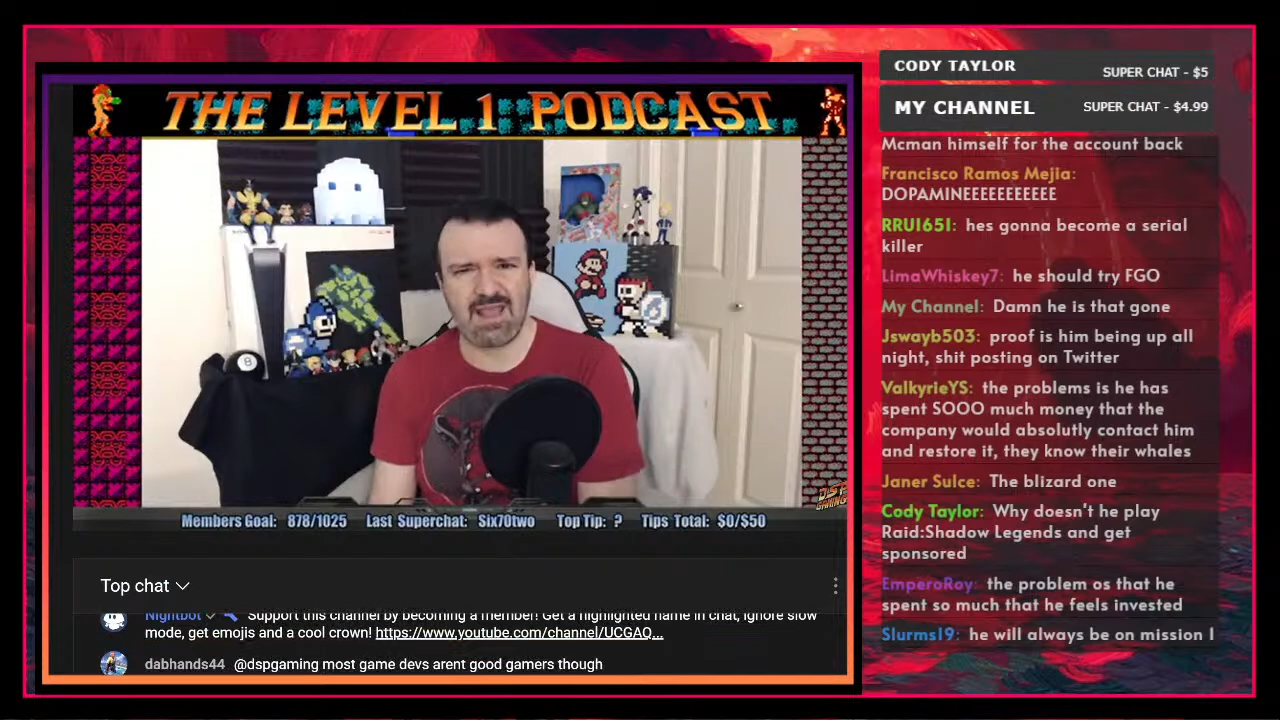 THE LEVEL 1 PODCAST
8
DSP
GAMING
Members Goal: 878/1025 Last Superchat: Six70two Top Tip: ? Tips Total: $0/$50
Top chat
Nightbot Support this channel by becoming a member! Get a highlighted name in chat, ignore slow
mode, get emojis and a cool crown! https://www.youtube.com/channel/UCGAQ...
dabhands44 @dspgaming most game devs arent good gamers though
CODY TAYLOR SUPER CHAT - $5
MY CHANNEL SUPER CHAT - $4.99
Mcman himself for the account back
Francisco Ramos Mejia:
DOPAMINEEEEEEEEEEE
RRU1651: hes gonna become a serial
killer
LimaWhiskey7: he should try FGO
My Channel: Damn he is that gone
Jswayb503: proof is him being up all
night, shit posting on Twitter
ValkyrieYS: the problems is he has
spent SOOO much money that the
company would absolutly contact him
and restore it, they know their whales
Janer Sulce: The blizard one
Cody Taylor: Why doesn't he play
Raid:Shadow Legends and get
sponsored
EmperoRoy: the problem os that he
spent so much that he feels invested
Slurms19: he will always be on mission 1